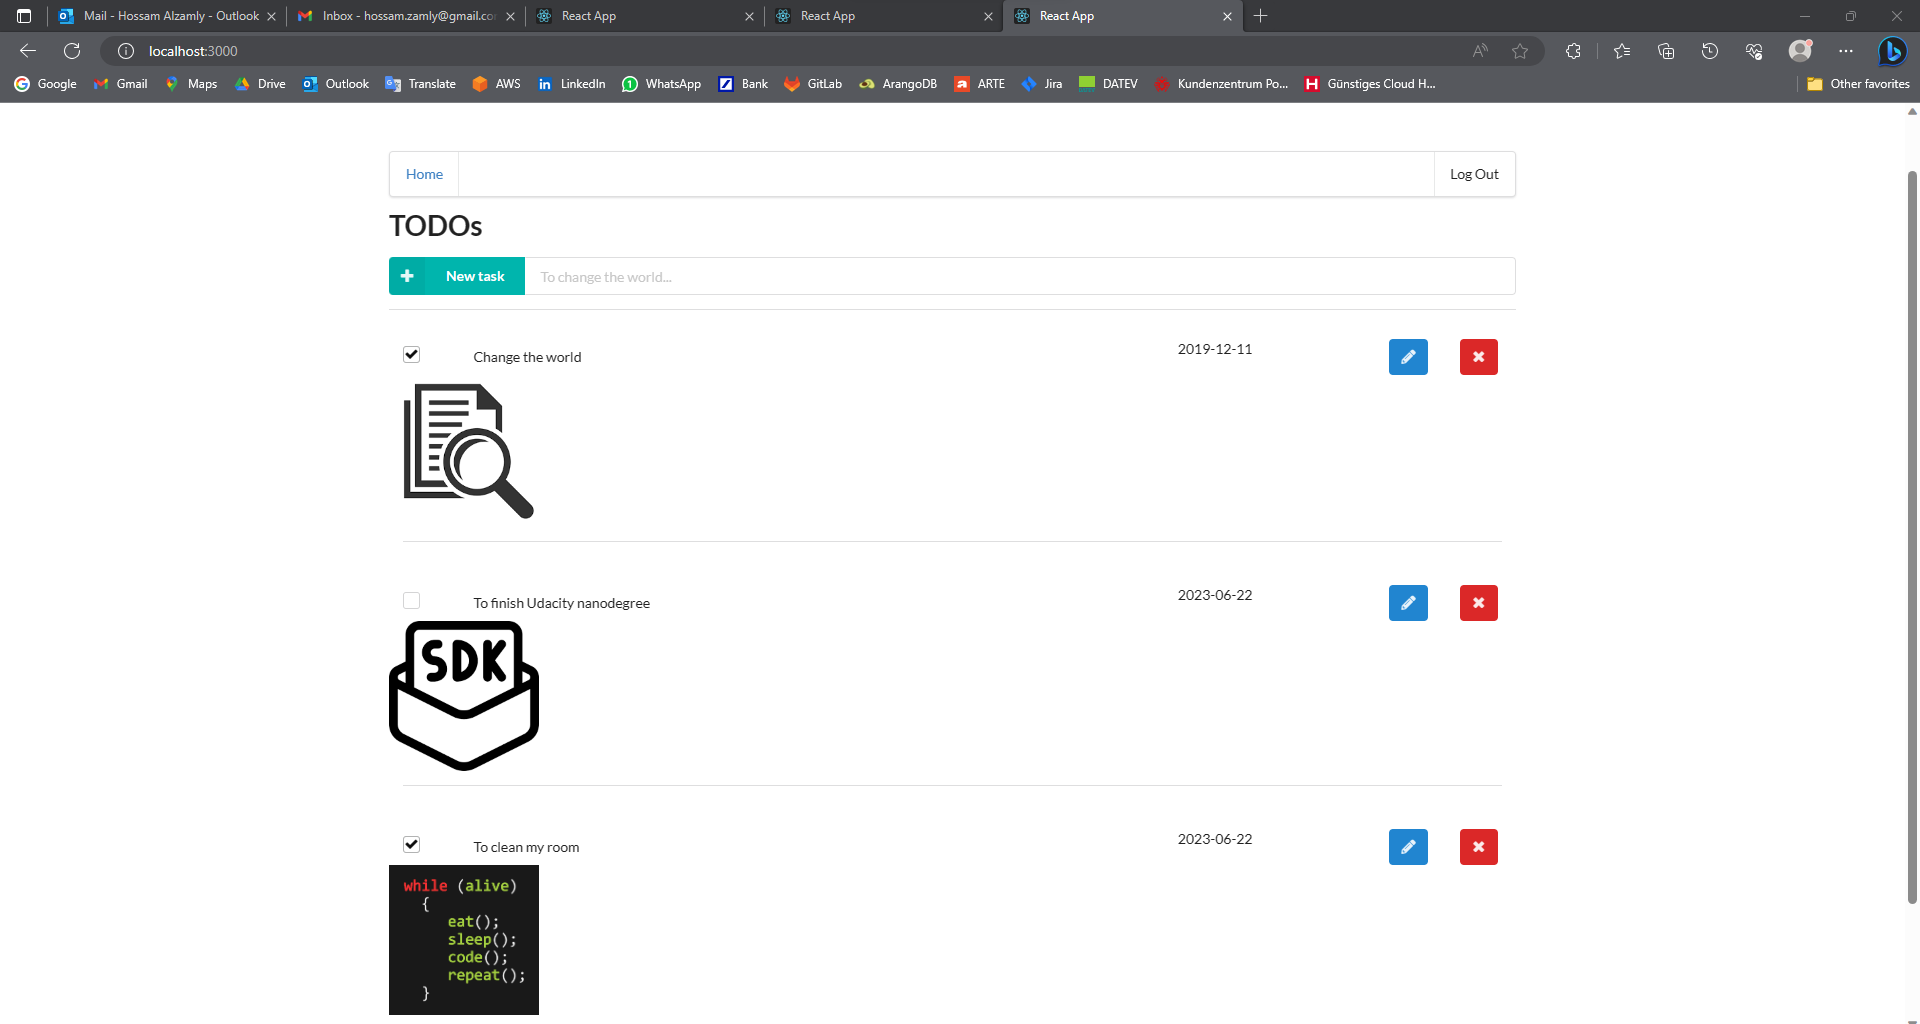 Mail - Hossam Alzamly - Outlook
Inbox - hossam.zamly@gmail.co
React App
React App
React App
localhost:3000
Google Gmail Maps Drive Outlook Translate AWS LinkedIn WhatsApp Bank GitLab ArangoDB ARTE Jira DATEV Kundenzentrum Po... Günstiges Cloud H... Other favorites
Home Log Out
TODOs
New task To change the world...
Change the world 2019-12-11
To finish Udacity nanodegree 2023-06-22
SDK
To clean my room 2023-06-22
while (alive)
{
eat();
sleep();
code();
repeat();
}